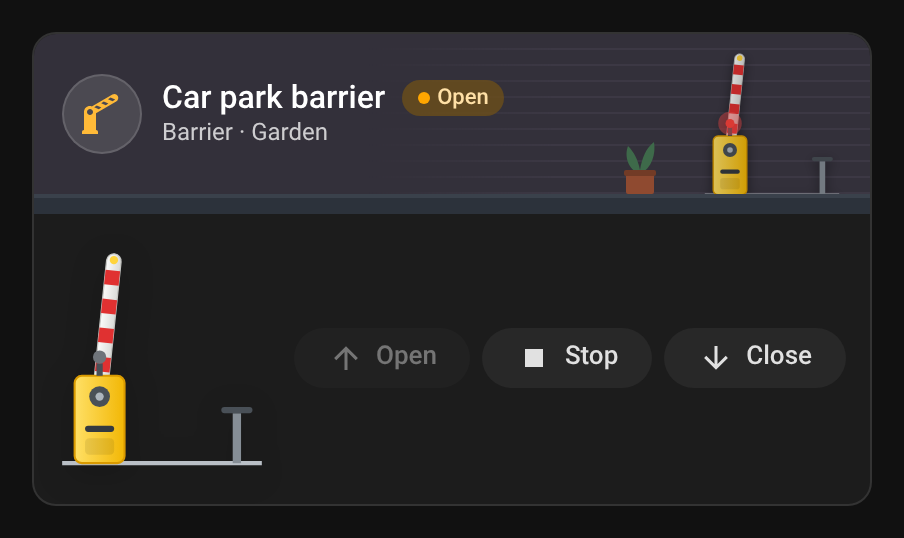 Car park barrier
Open
Barrier · Garden
Open
Stop
Close